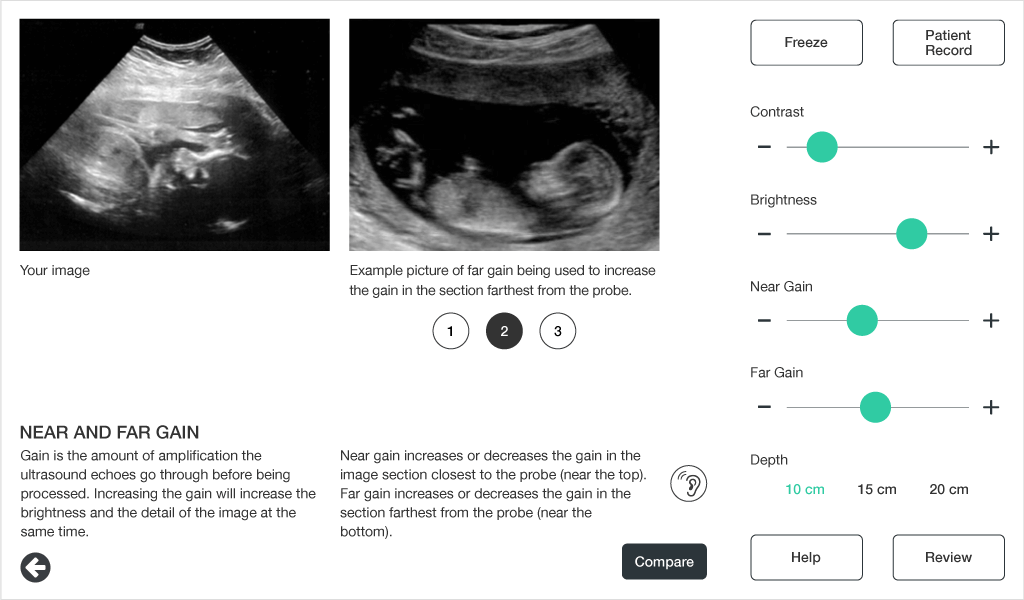 Freeze
Patient
Record
Your image
Example picture of far gain being used to increase
the gain in the section farthest from the probe.
1 2 3
Contrast
− +
Brightness
− +
Near Gain
− +
Far Gain
− +
Depth
10 cm 15 cm 20 cm
NEAR AND FAR GAIN
Gain is the amount of amplification the
ultrasound echoes go through before being
processed. Increasing the gain will increase the
brightness and the detail of the image at the
same time.
Near gain increases or decreases the gain in the
image section closest to the probe (near the top).
Far gain increases or decreases the gain in the
section farthest from the probe (near the
bottom).
Compare
Help
Review